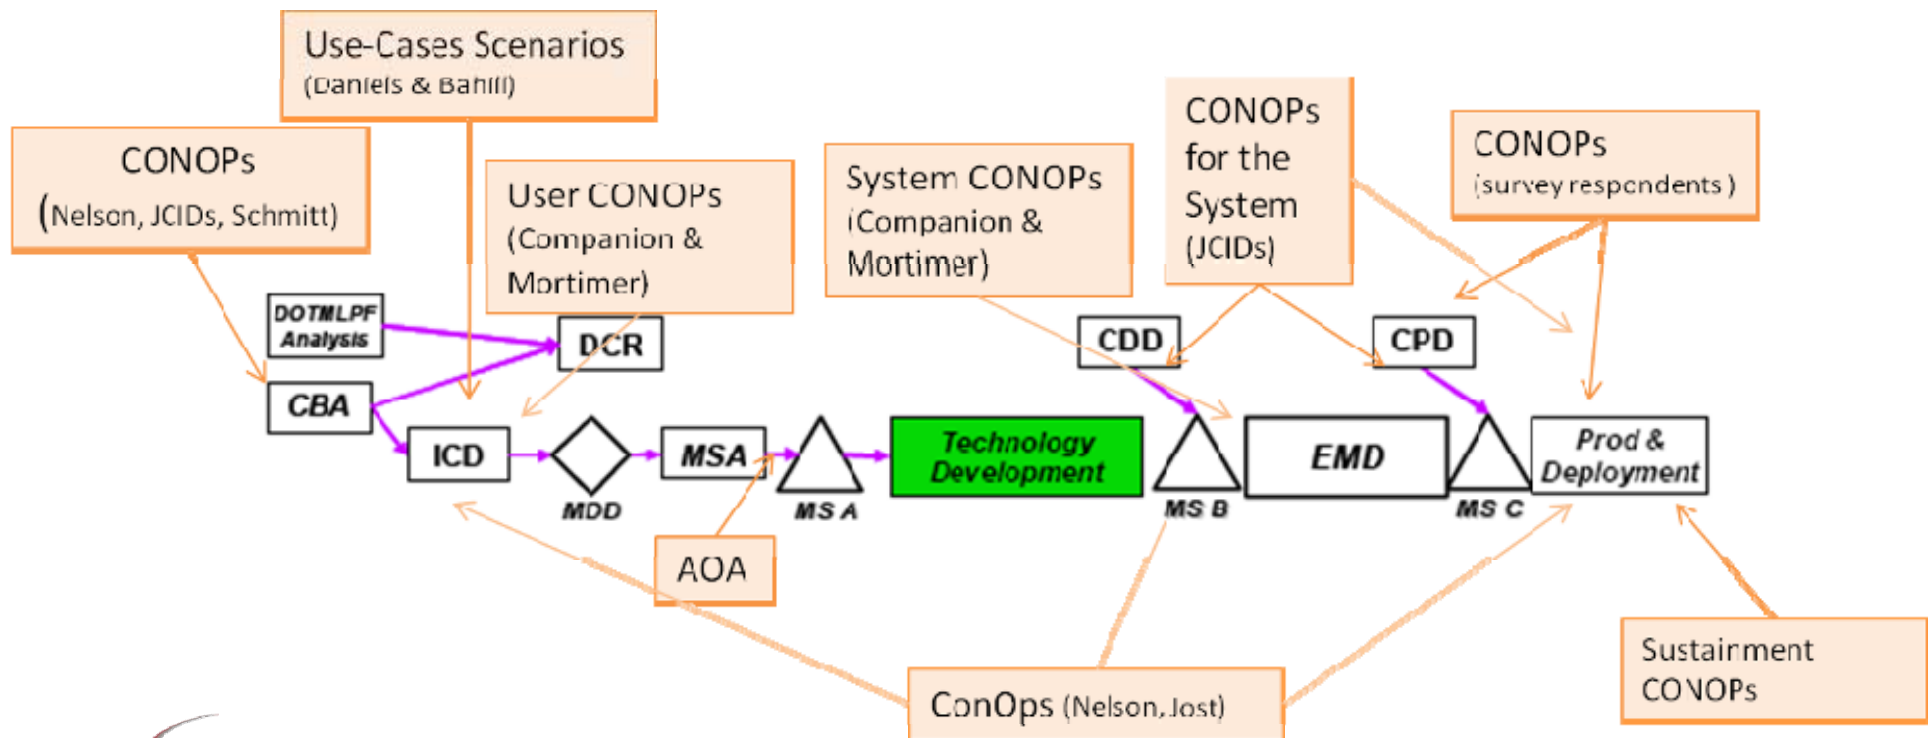 Use-Cases Scenarios
(Daniels & Bahill)
CONOPs
(Nelson, JCIDs, Schmitt)
User CONOPs
(Companion &
Mortimer)
System CONOPs
(Companion &
Mortimer)
CONOPs
for the
System
(JCIDs)
CONOPs
(survey respondents )
DOTMLPF
Analysis
DCR
CDD
CPD
CBA
ICD
MDD
MSA
MS A
Technology
Development
MS B
EMD
MS C
Prod &
Deployment
AOA
ConOps (Nelson, Jost)
Sustainment
CONOPs